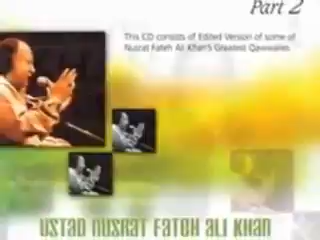 Part 2
This CD consists of Edited Version of some of
Nusrat Fateh Ali Khan'S Greatest Qawwalies
USTAD NUSRAT FATEH ALI KHAN